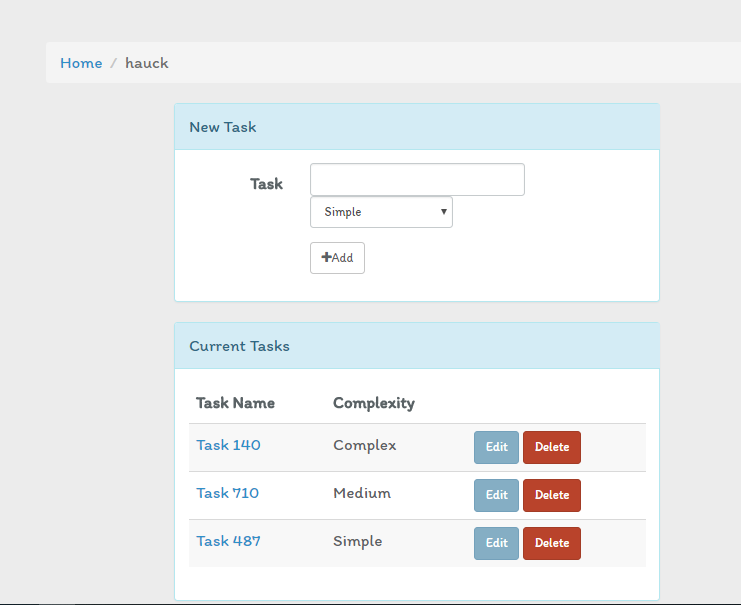 Home / hauck
New Task
Task
Simple
+Add
Current Tasks
Task Name Complexity
Task 140 Complex Edit Delete
Task 710 Medium Edit Delete
Task 487 Simple Edit Delete